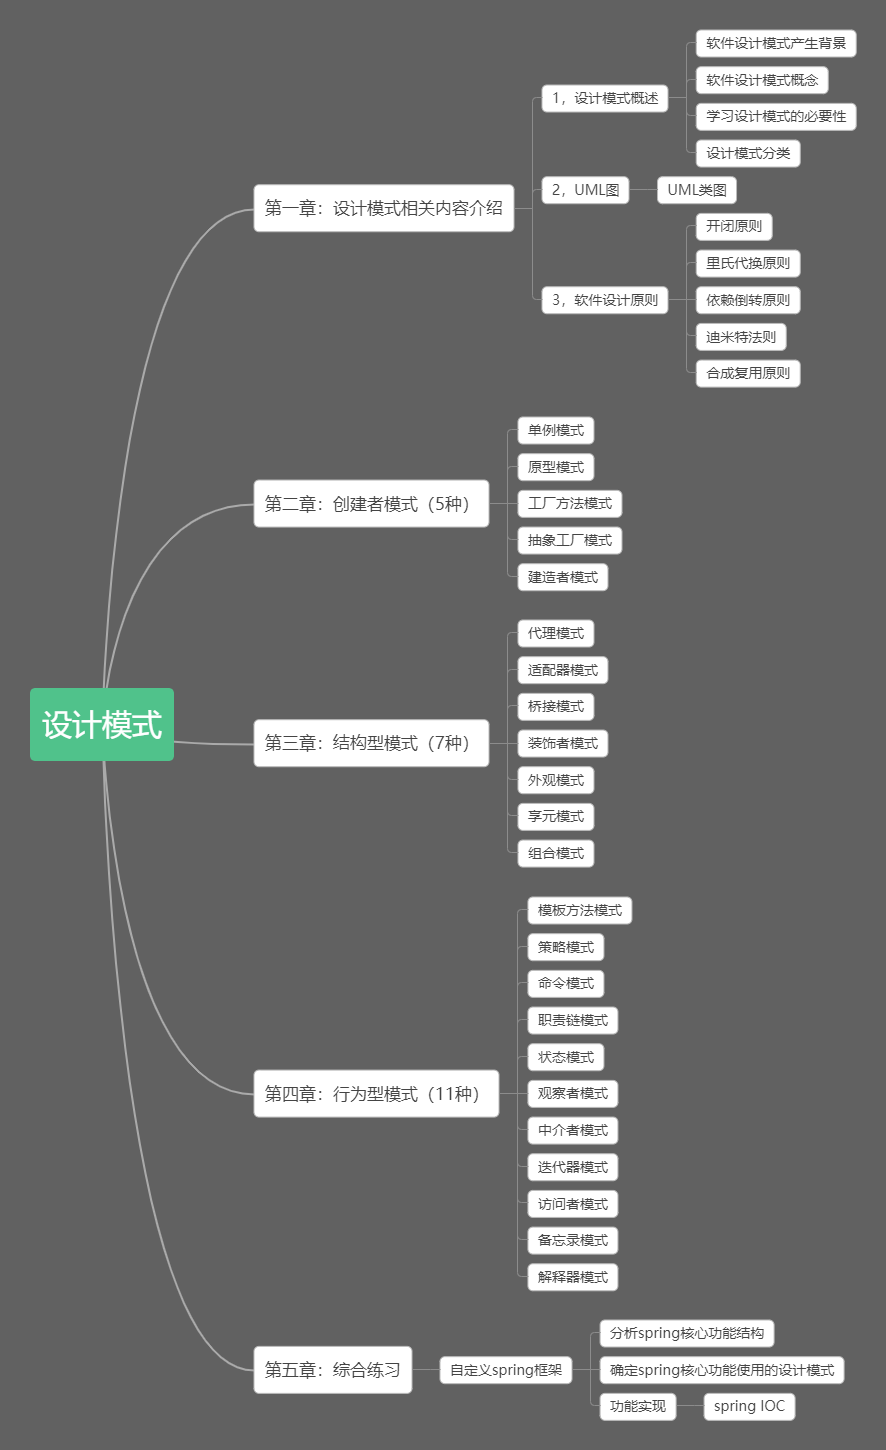 设计模式
第一章：设计模式相关内容介绍
1，设计模式概述
软件设计模式产生背景
软件设计模式概念
学习设计模式的必要性
设计模式分类
2，UML图
UML类图
3，软件设计原则
开闭原则
里氏代换原则
依赖倒转原则
迪米特法则
合成复用原则
第二章：创建者模式（5种）
单例模式
原型模式
工厂方法模式
抽象工厂模式
建造者模式
第三章：结构型模式（7种）
代理模式
适配器模式
桥接模式
装饰者模式
外观模式
享元模式
组合模式
第四章：行为型模式（11种）
模板方法模式
策略模式
命令模式
职责链模式
状态模式
观察者模式
中介者模式
迭代器模式
访问者模式
备忘录模式
解释器模式
第五章：综合练习
自定义spring框架
分析spring核心功能结构
确定spring核心功能使用的设计模式
功能实现
spring IOC